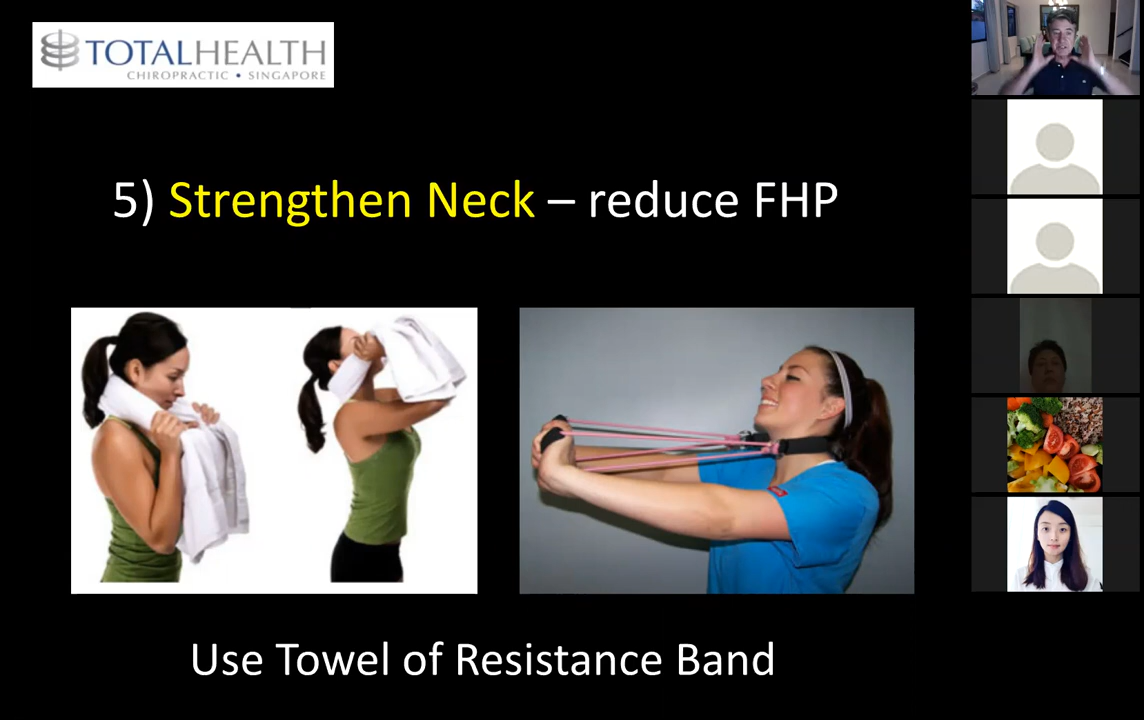 TOTALHEALTH
CHIROPRACTIC • SINGAPORE
5) Strengthen Neck – reduce FHP
Use Towel of Resistance Band